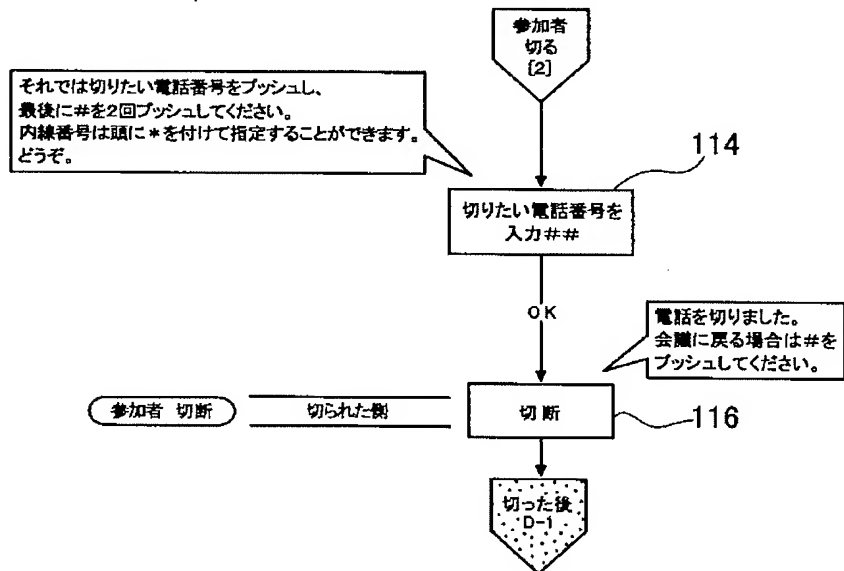 参加者
切る
[2]
それでは切りたい電話番号をプッシュし、
最後に#を2回プッシュしてください。
内線番号は頭に*を付けて指定することができます。
どうぞ。
114
切りたい電話番号を
入力##
OK
電話を切りました。
会議に戻る場合は#を
プッシュしてください。
参加者 切断
切られた側
切断
116
切った後
D-1